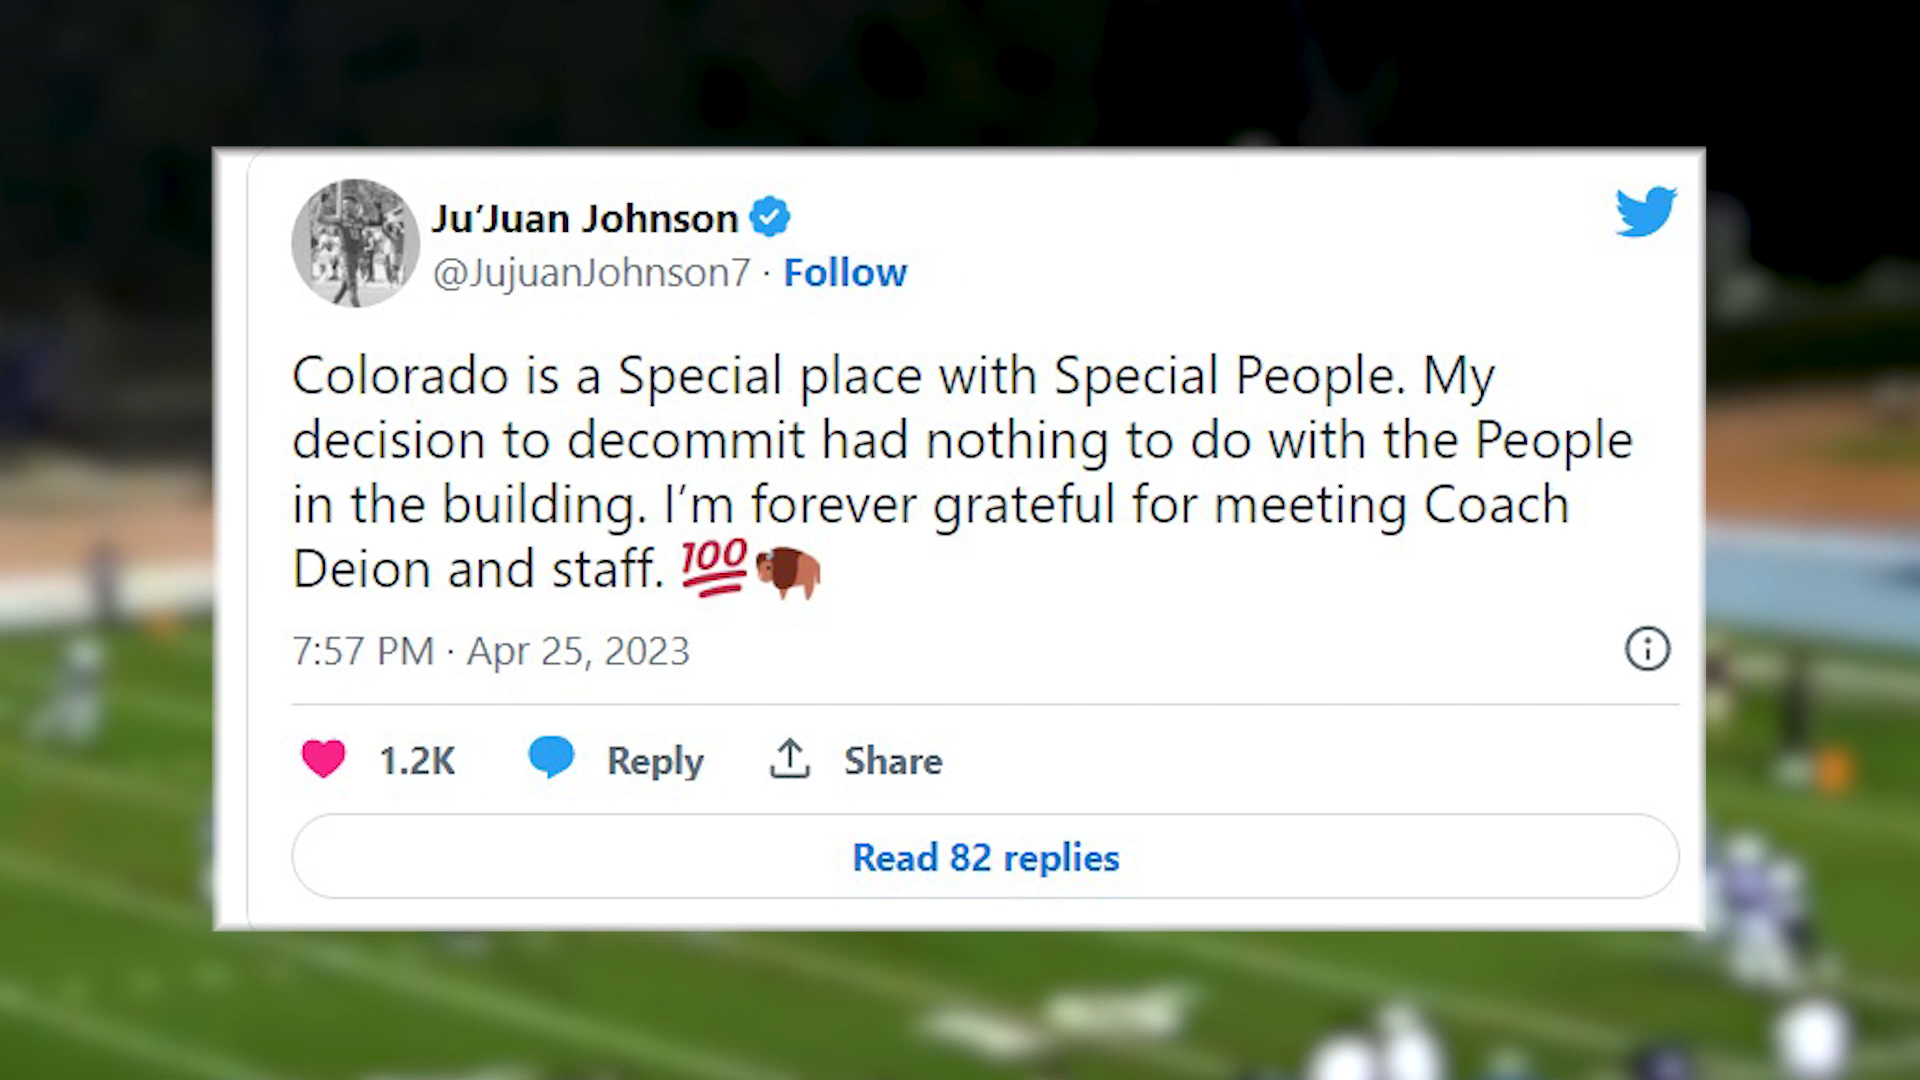 Ju’Juan Johnson
@JujuanJohnson7 · Follow
Colorado is a Special place with Special People. My
decision to decommit had nothing to do with the People
in the building. I’m forever grateful for meeting Coach
Deion and staff. 💯🦬
7:57 PM · Apr 25, 2023
1.2K Reply Share
Read 82 replies